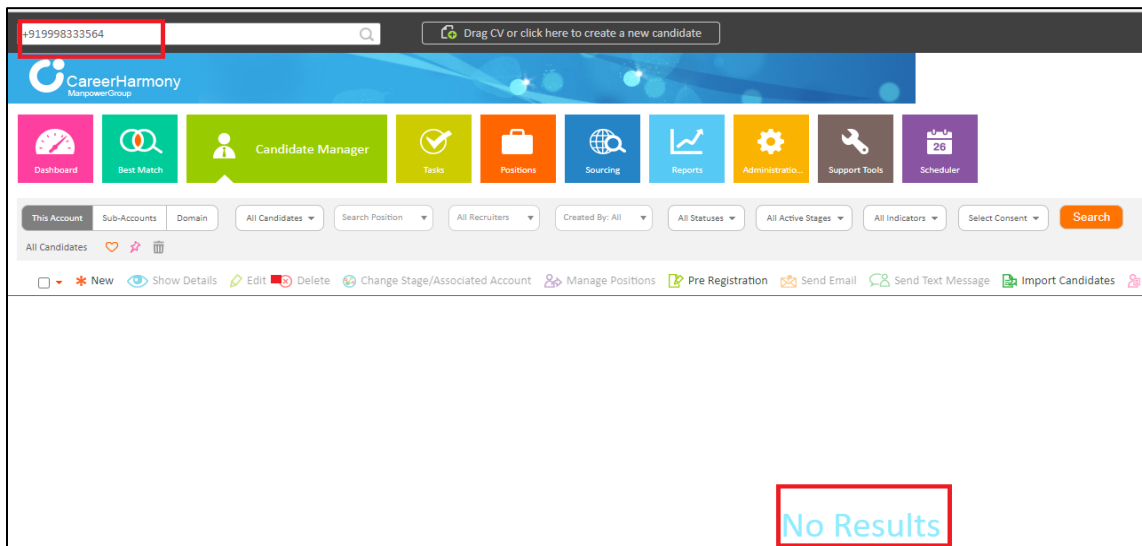 +919998333564
Drag CV or click here to create a new candidate
CareerHarmony
ManpowerGroup
Dashboard Best Match Candidate Manager Tasks Positions Sourcing Reports Administratio... Support Tools 26 Scheduler
This Account Sub-Accounts Domain All Candidates Search Position All Recruiters Created By: All All Statuses All Active Stages All Indicators Select Consent Search
All Candidates
New Show Details Edit Delete Change Stage/Associated Account Manage Positions Pre Registration Send Email Send Text Message Import Candidates
No Results